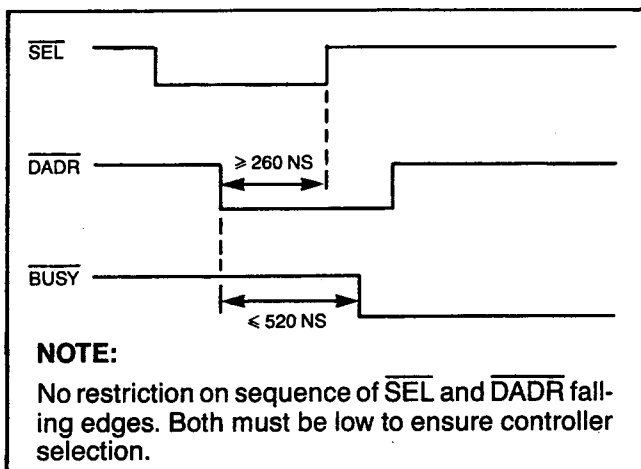 SEL
≥ 260 NS
DADR
BUSY
≤ 520 NS
NOTE:
No restriction on sequence of SEL and DADR fall-
ing edges. Both must be low to ensure controller
selection.